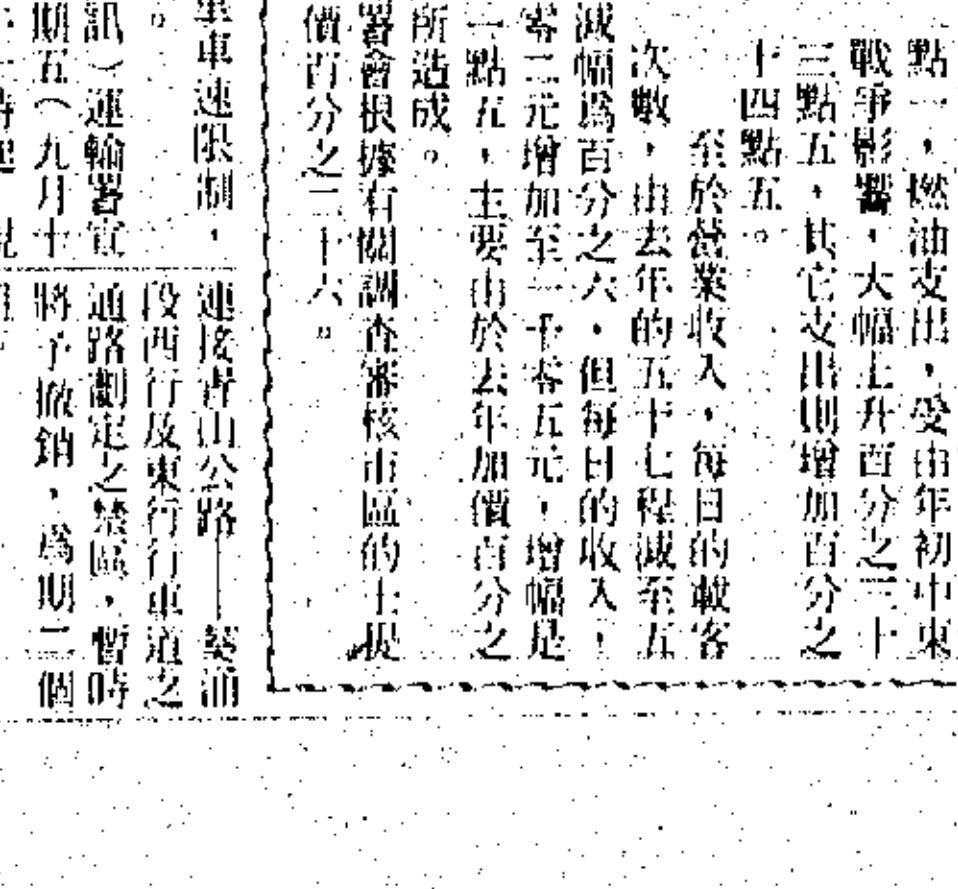 點一，燃油支出，受由年初中東
戰爭影響，大幅上升百分之三十
三點五，其它支出則增加百分之
十四點五。
至於營業收入，每日的載客
次數，由去年的五十七程減至五
減幅爲百分之六，但每日的收入，
零二元增加至一千零五元，增幅是
一點五，主要由於去年加價百分之
所造成。
署會根據有關調查審核市區的士提
價百分之二十六。
車速限制，
。
訊）運輸署宣
期五（九月十
連接青山公路——葵涌
段西行及東行行車道之
通路劃定之禁區，暫時
將予撤銷，爲期二個